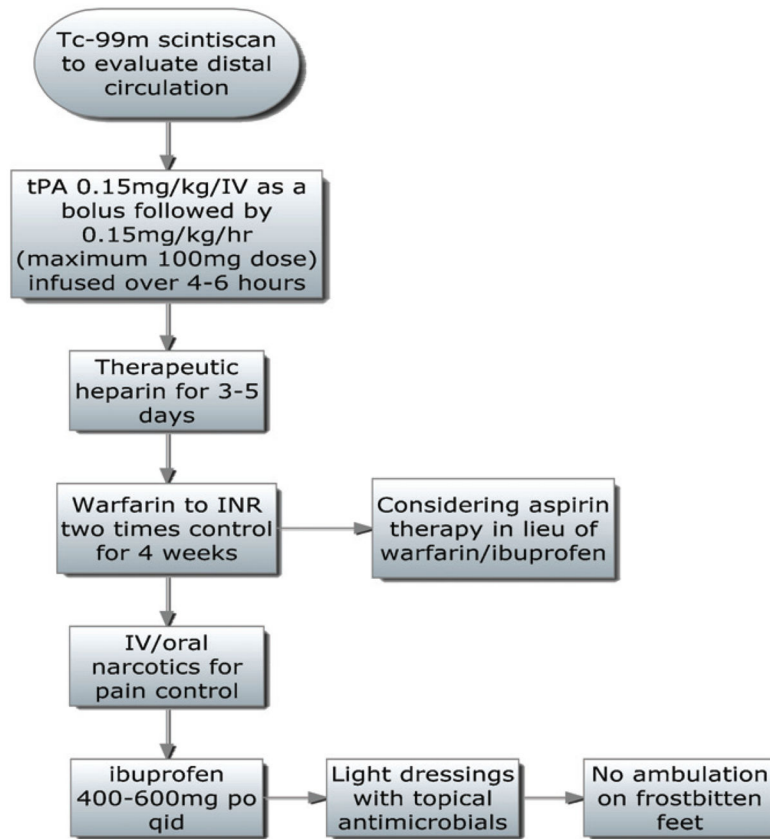 Tc-99m scintiscan
to evaluate distal
circulation
tPA 0.15mg/kg/IV as a
bolus followed by
0.15mg/kg/hr
(maximum 100mg dose)
infused over 4-6 hours
Therapeutic
heparin for 3-5
days
Warfarin to INR
two times control
for 4 weeks
Considering aspirin
therapy in lieu of
warfarin/ibuprofen
IV/oral
narcotics for
pain control
ibuprofen
400-600mg po
qid
Light dressings
with topical
antimicrobials
No ambulation
on frostbitten
feet